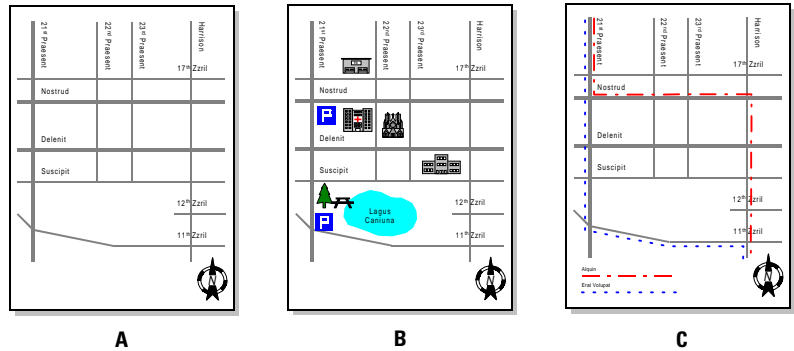 21st Praesent
22nd Praesent
23rd Praesent
Harrison
17th Zzril
Nostrud
Delenit
Suscipit
12th Zzril
11th Zzril
N
A
21st Praesent
22nd Praesent
23rd Praesent
Harrison
17th Zzril
Nostrud
P
Delenit
Suscipit
12th Zzril
P
Lagus
Caniuna
11th Zzril
N
B
21st Praesent
22nd Praesent
23rd Praesent
Harrison
17th Zzril
Nostrud
Delenit
Suscipit
12th Zzril
11th Zzril
Aliquin
Erat Volupat
N
C